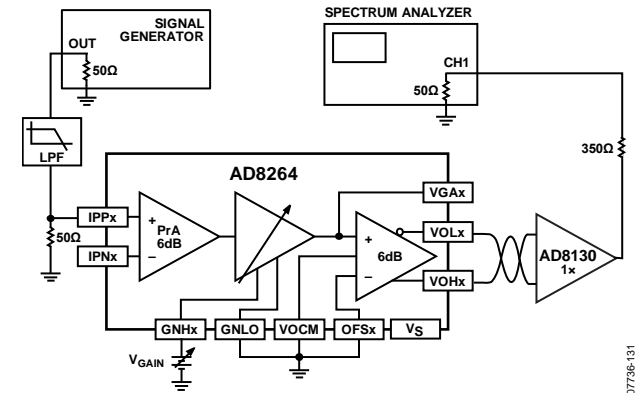 SIGNAL
GENERATOR
OUT
50Ω
SPECTRUM ANALYZER
CH1
50Ω
LPF
350Ω
AD8264
IPPx
IPNx
50Ω
+
PrA
6dB
–
VGAx
+
6dB
–
VOLx
VOHx
AD8130
1×
GNHx
GNLO
VOCM
OFSx
VS
VGAIN
07736-131